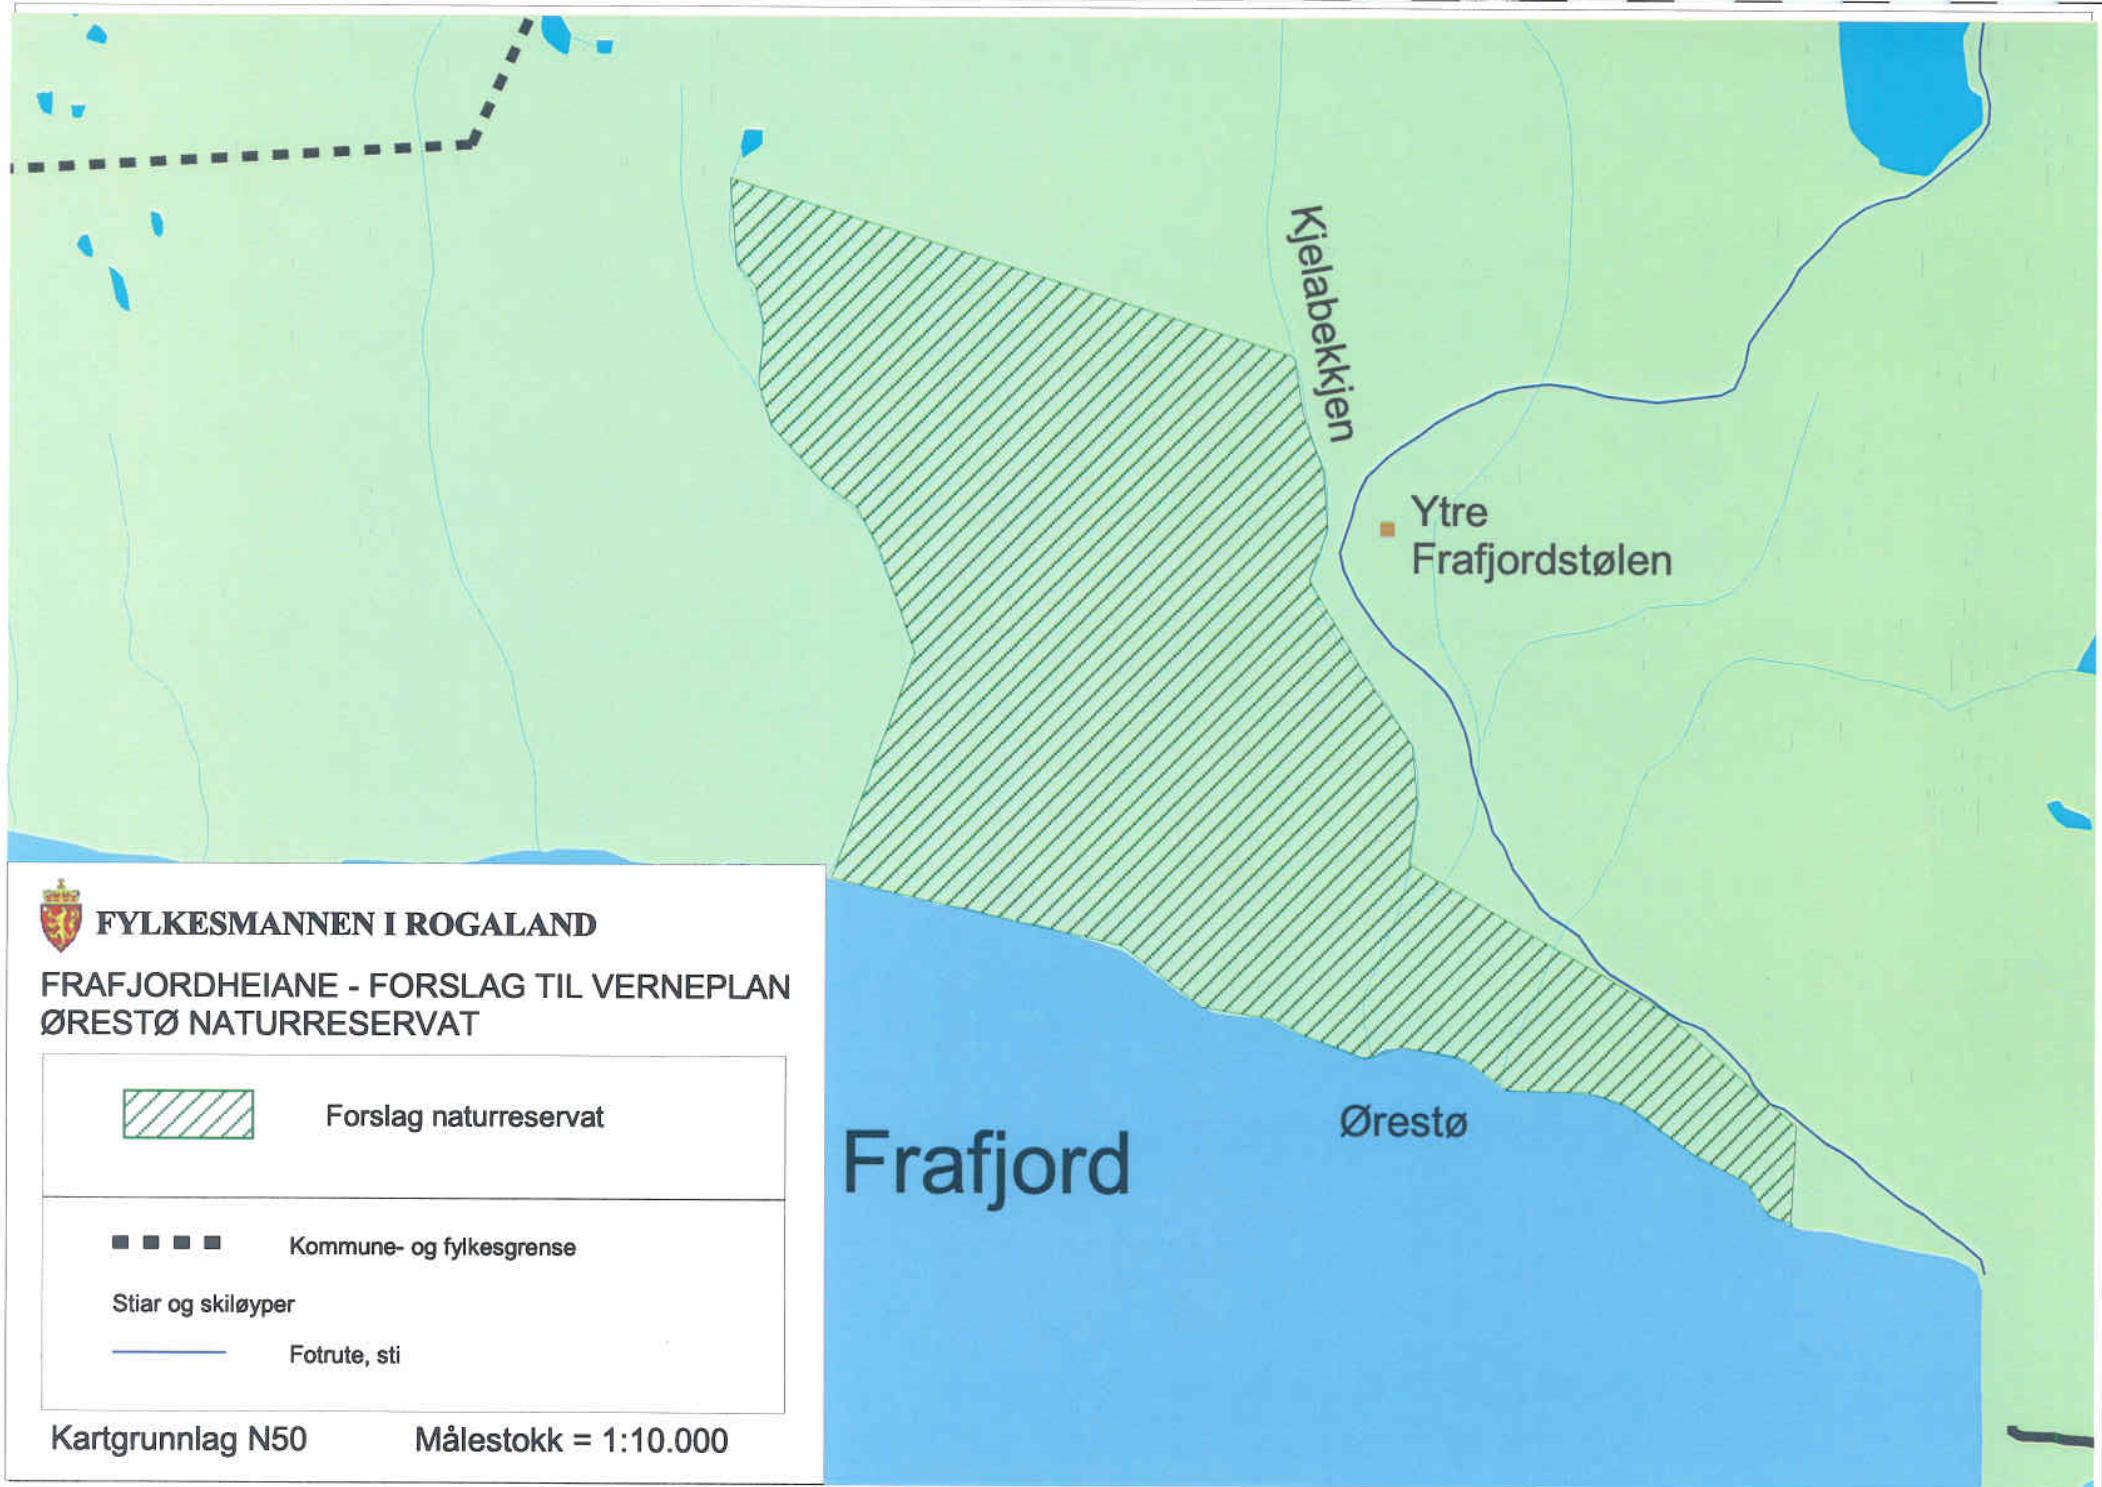 Kjelabekkjen
Ytre
Frafjordstølen
FYLKESMANNEN I ROGALAND
FRAFJORDHEIANE - FORSLAG TIL VERNEPLAN
ØRESTØ NATURRESERVAT
Forslag naturreservat
Kommune- og fylkesgrense
Stiar og skiløyper
Fotrute, sti
Kartgrunnlag N50 Målestokk = 1:10.000
Frafjord
Ørestø